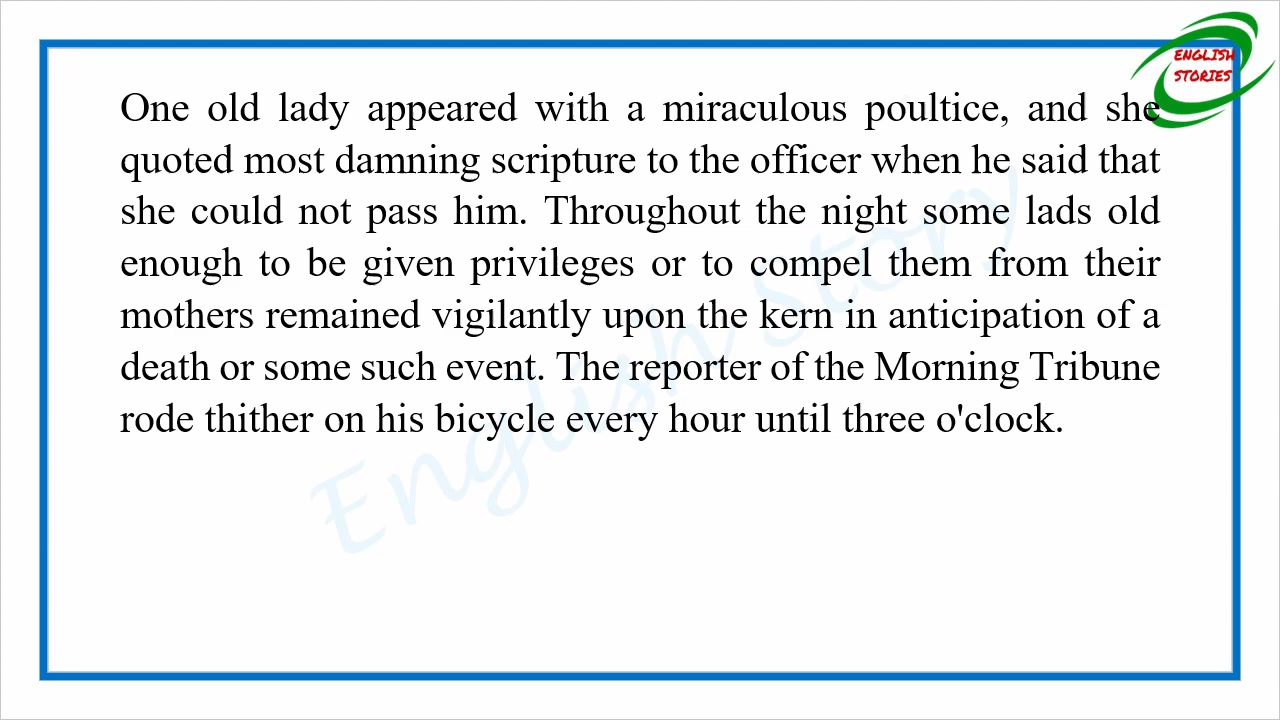 ENGLISH
STORIES
One old lady appeared with a miraculous poultice, and she
quoted most damning scripture to the officer when he said that
she could not pass him. Throughout the night some lads old
enough to be given privileges or to compel them from their
mothers remained vigilantly upon the kern in anticipation of a
death or some such event. The reporter of the Morning Tribune
rode thither on his bicycle every hour until three o'clock.
English Story